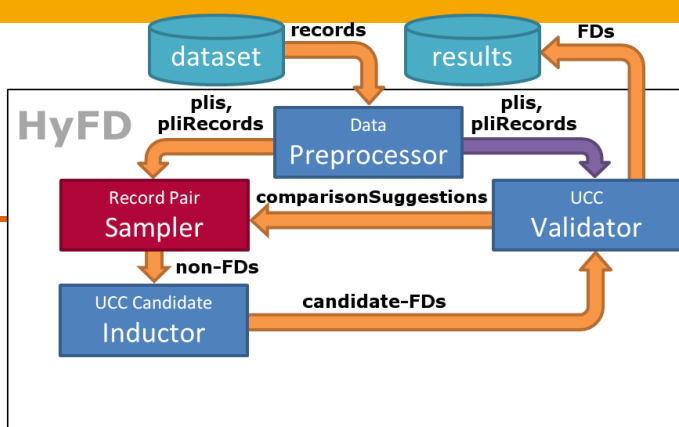 records
FDs
dataset
results
HyFD
plis,
pliRecords
Data
Preprocessor
plis,
pliRecords
Record Pair
Sampler
comparisonSuggestions
UCC
Validator
non-FDs
UCC Candidate
Inductor
candidate-FDs